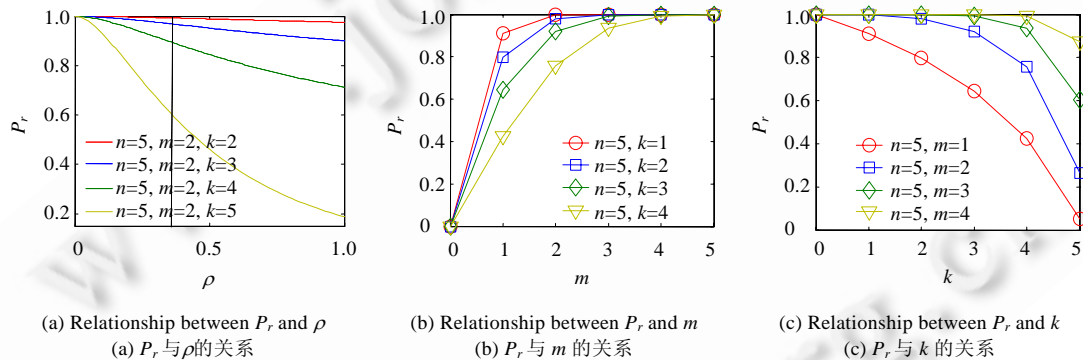 1.0
0.8
0.6
0.4
0.2
P_r
n=5, m=2, k=2
n=5, m=2, k=3
n=5, m=2, k=4
n=5, m=2, k=5
0.5
1.0
ρ
(a) Relationship between P_r and ρ
(a) P_r 与ρ的关系
1.0
0.8
0.6
0.4
0.2
0
P_r
n=5, k=1
n=5, k=2
n=5, k=3
n=5, k=4
0 1 2 3 4 5
m
(b) Relationship between P_r and m
(b) P_r 与 m 的关系
1.0
0.8
0.6
0.4
0.2
0
P_r
n=5, m=1
n=5, m=2
n=5, m=3
n=5, m=4
0 1 2 3 4 5
k
(c) Relationship between P_r and k
(c) P_r 与 k 的关系